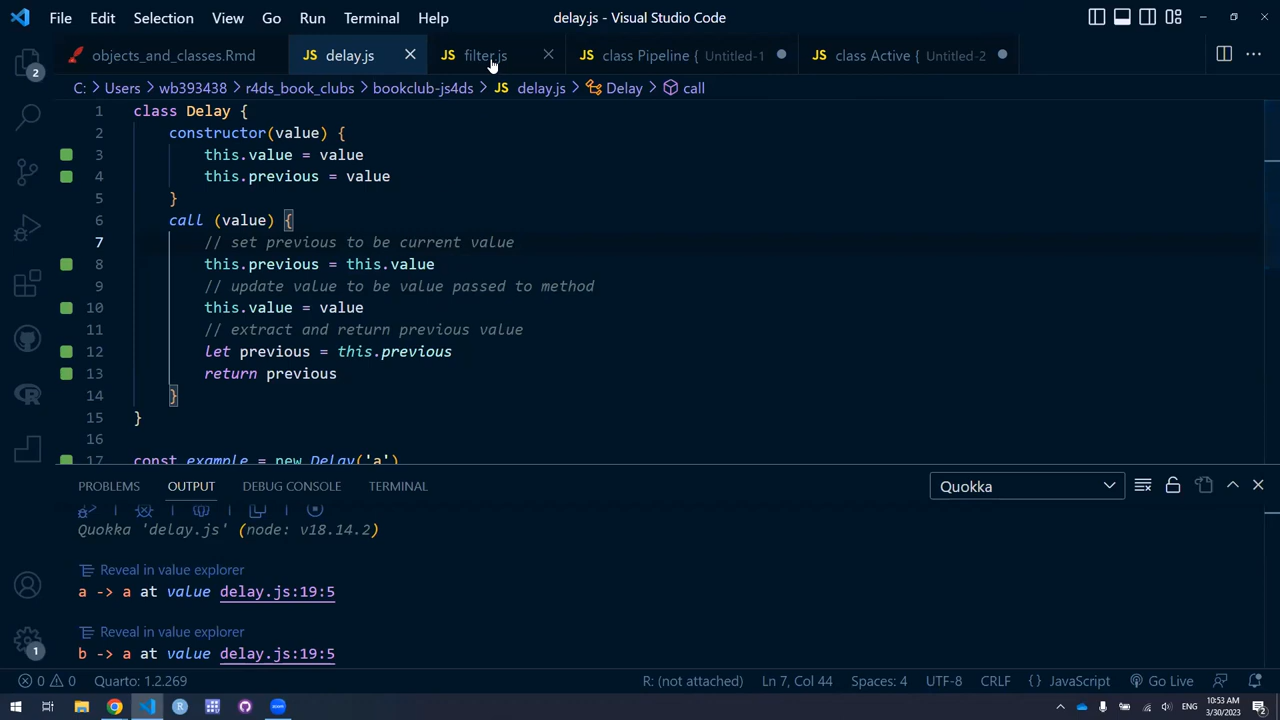 File Edit Selection View Go Run Terminal Help delay.js - Visual Studio Code
objects_and_classes.Rmd JS delay.js JS filter.js JS class Pipeline { Untitled-1 JS class Active { Untitled-2
C: > Users > wb393438 > r4ds_book_clubs > bookclub-js4ds > JS delay.js > Delay > call
1 class Delay {
2 constructor(value) {
3 this.value = value
4 this.previous = value
5 }
6 call (value) {
7 // set previous to be current value
8 this.previous = this.value
9 // update value to be value passed to method
10 this.value = value
11 // extract and return previous value
12 let previous = this.previous
13 return previous
14 }
15 }
16
17 const example = new Delay('a')
PROBLEMS OUTPUT DEBUG CONSOLE TERMINAL Quokka
Quokka 'delay.js' (node: v18.14.2)
Reveal in value explorer
a -> a at value delay.js:19:5
Reveal in value explorer
b -> a at value delay.js:19:5
2
1
0 0 Quarto: 1.2.269 R: (not attached) Ln 7, Col 44 Spaces: 4 UTF-8 CRLF { } JavaScript Go Live
ENG 10:53 AM
3/30/2023 2